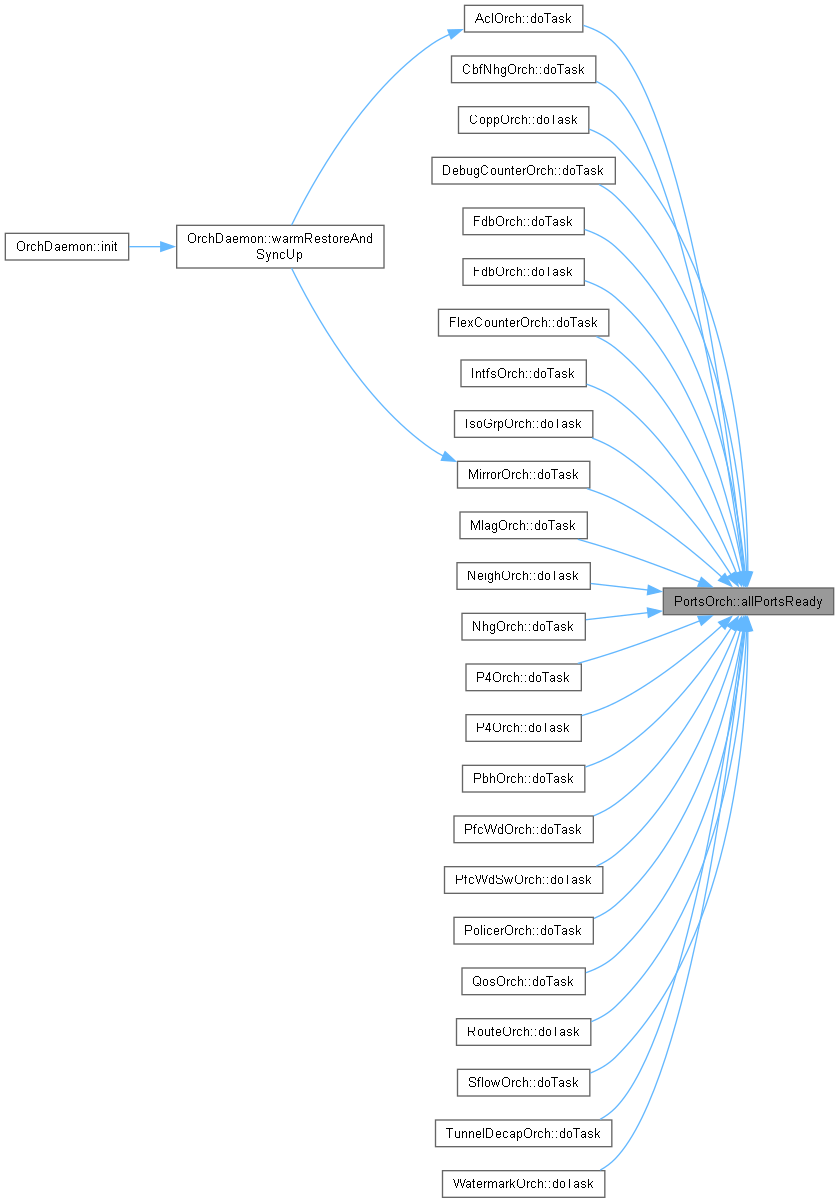 AclOrch::doTask
CbfNhgOrch::doTask
CoppOrch::doTask
DebugCounterOrch::doTask
FdbOrch::doTask
FdbOrch::doTask
FlexCounterOrch::doTask
IntfsOrch::doTask
IsoGrpOrch::doTask
MirrorOrch::doTask
MlagOrch::doTask
NeighOrch::doTask
NhgOrch::doTask
P4Orch::doTask
P4Orch::doTask
PbhOrch::doTask
PfcWdOrch::doTask
PfcWdSwOrch::doTask
PolicerOrch::doTask
QosOrch::doTask
RouteOrch::doTask
SflowOrch::doTask
TunnelDecapOrch::doTask
WatermarkOrch::doTask
OrchDaemon::init
OrchDaemon::warmRestoreAnd
SyncUp
PortsOrch::allPortsReady